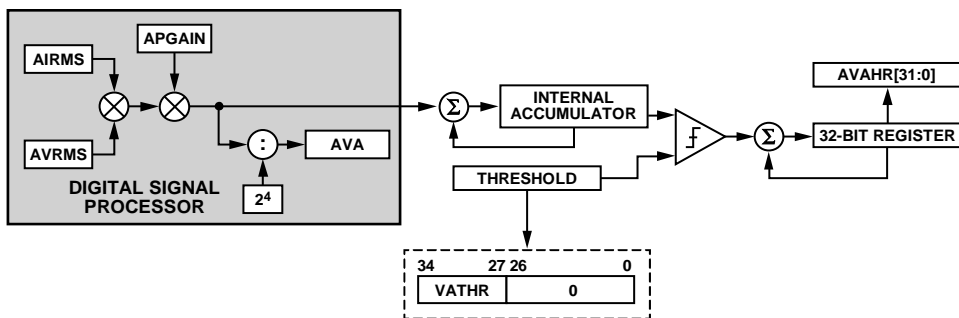 APGAIN
AIRMS
AVRMS
:
AVA
2⁴
DIGITAL SIGNAL
PROCESSOR
Σ
INTERNAL
ACCUMULATOR
THRESHOLD
Σ
AVAHR[31:0]
32-BIT REGISTER
34 27 26 0
VATHR 0